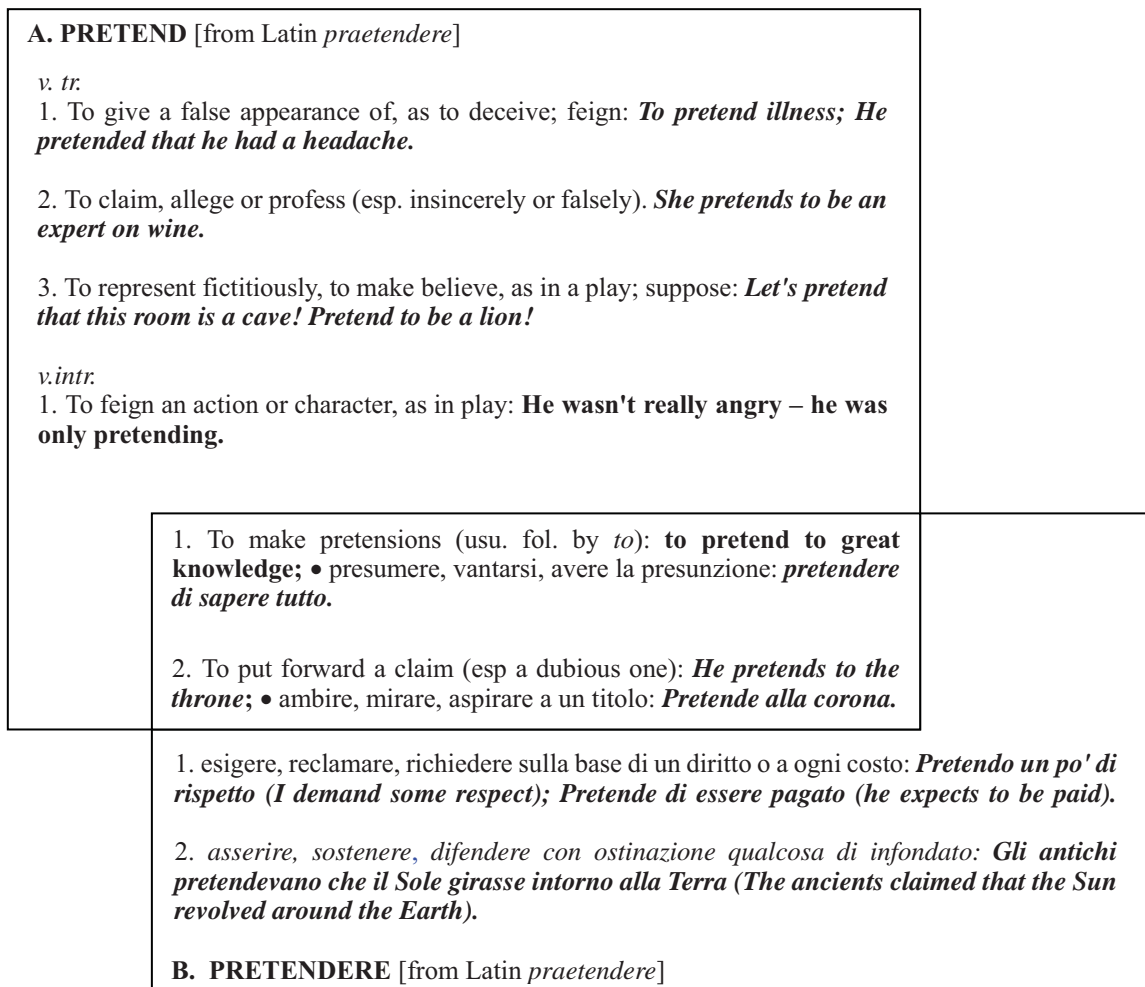 A. PRETEND [from Latin praetendere]
v. tr.
1. To give a false appearance of, as to deceive; feign: To pretend illness; He
pretended that he had a headache.
2. To claim, allege or profess (esp. insincerely or falsely). She pretends to be an
expert on wine.
3. To represent fictitiously, to make believe, as in a play; suppose: Let's pretend
that this room is a cave! Pretend to be a lion!
v.intr.
1. To feign an action or character, as in play: He wasn't really angry – he was
only pretending.
1. To make pretensions (usu. fol. by to): to pretend to great
knowledge; • presumere, vantarsi, avere la presunzione: pretendere
di sapere tutto.
2. To put forward a claim (esp a dubious one): He pretends to the
throne; • ambire, mirare, aspirare a un titolo: Pretende alla corona.
1. esigere, reclamare, richiedere sulla base di un diritto o a ogni costo: Pretendo un po' di
rispetto (I demand some respect); Pretende di essere pagato (he expects to be paid).
2. asserire, sostenere, difendere con ostinazione qualcosa di infondato: Gli antichi
pretendevano che il Sole girasse intorno alla Terra (The ancients claimed that the Sun
revolved around the Earth).
B. PRETENDERE [from Latin praetendere]